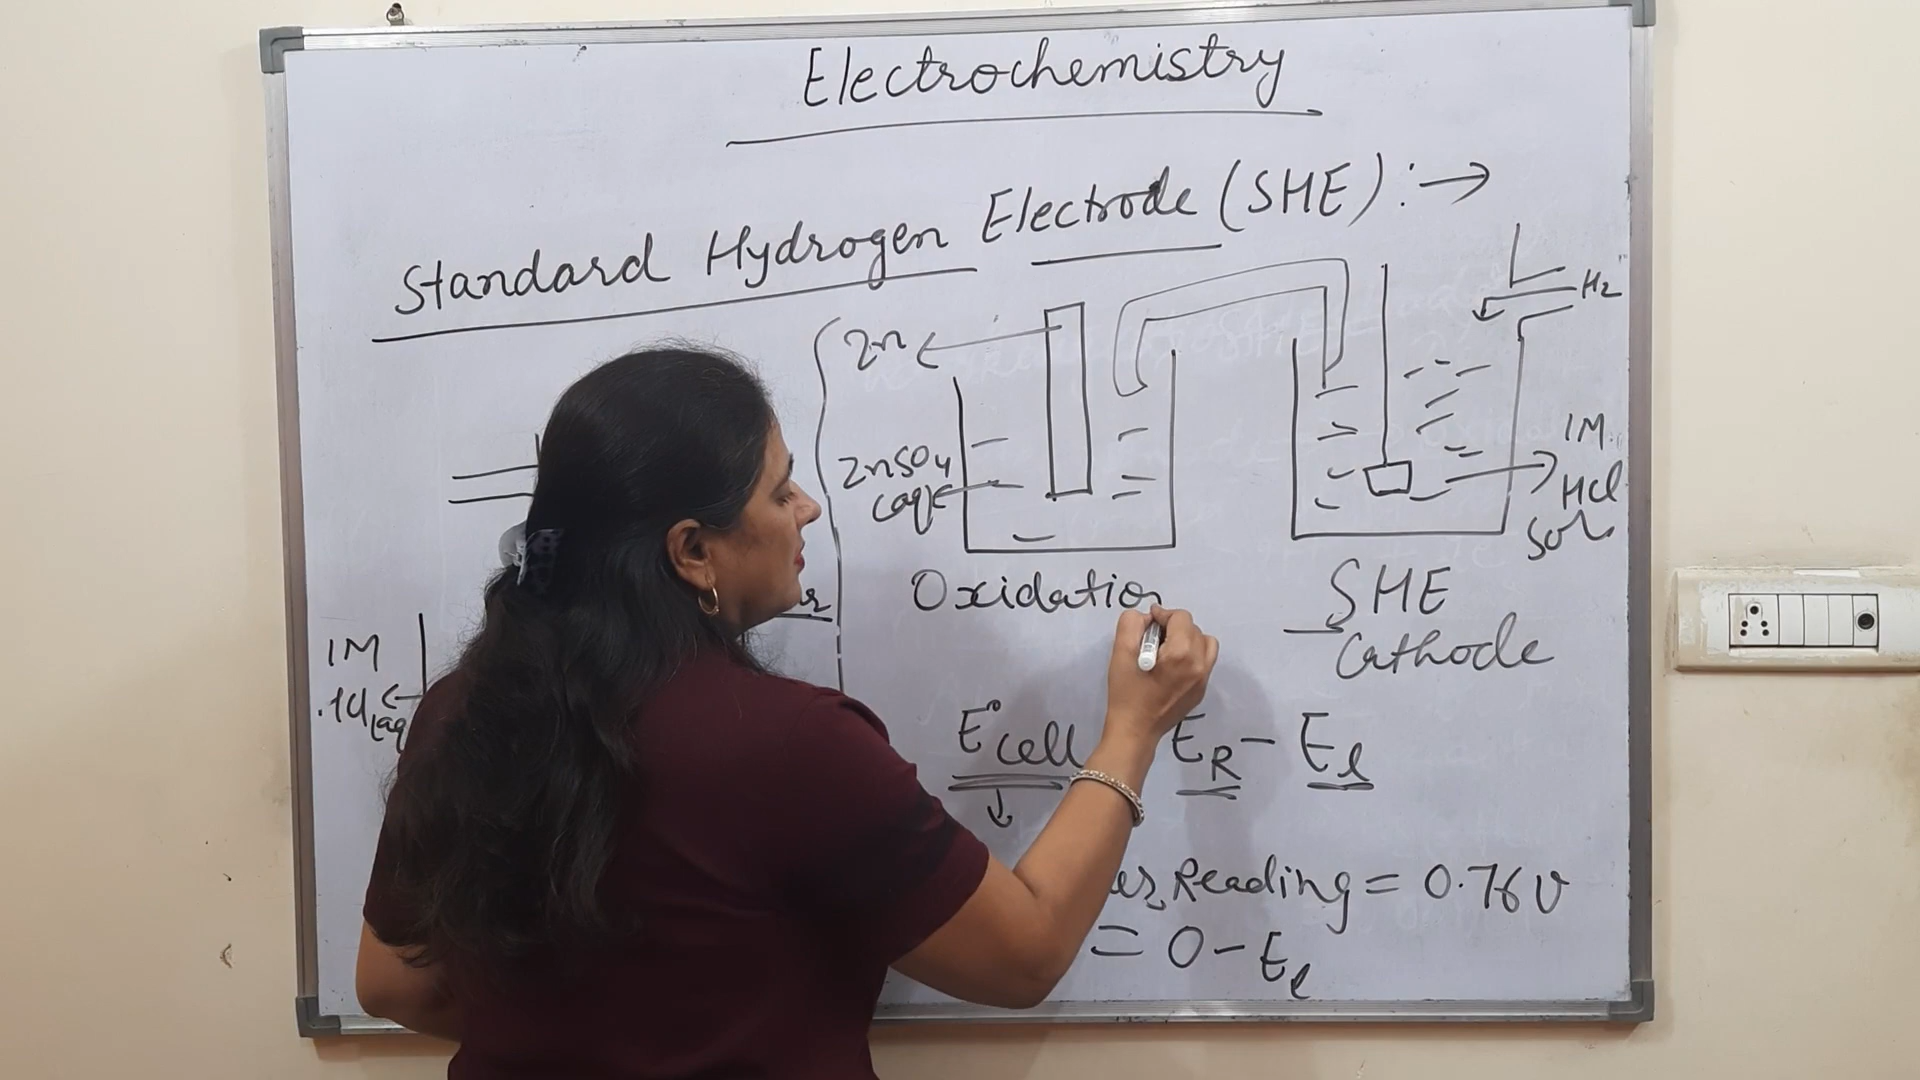 Electrochemistry
Standard Hydrogen Electrode (SHE) :→
H2
Zn
ZnSO4
(aq)
1M
HCl
Soln
Oxidation
SHE
Cathode
1M
E°cell
ER - El
Reading = 0.76 V
= 0 - El